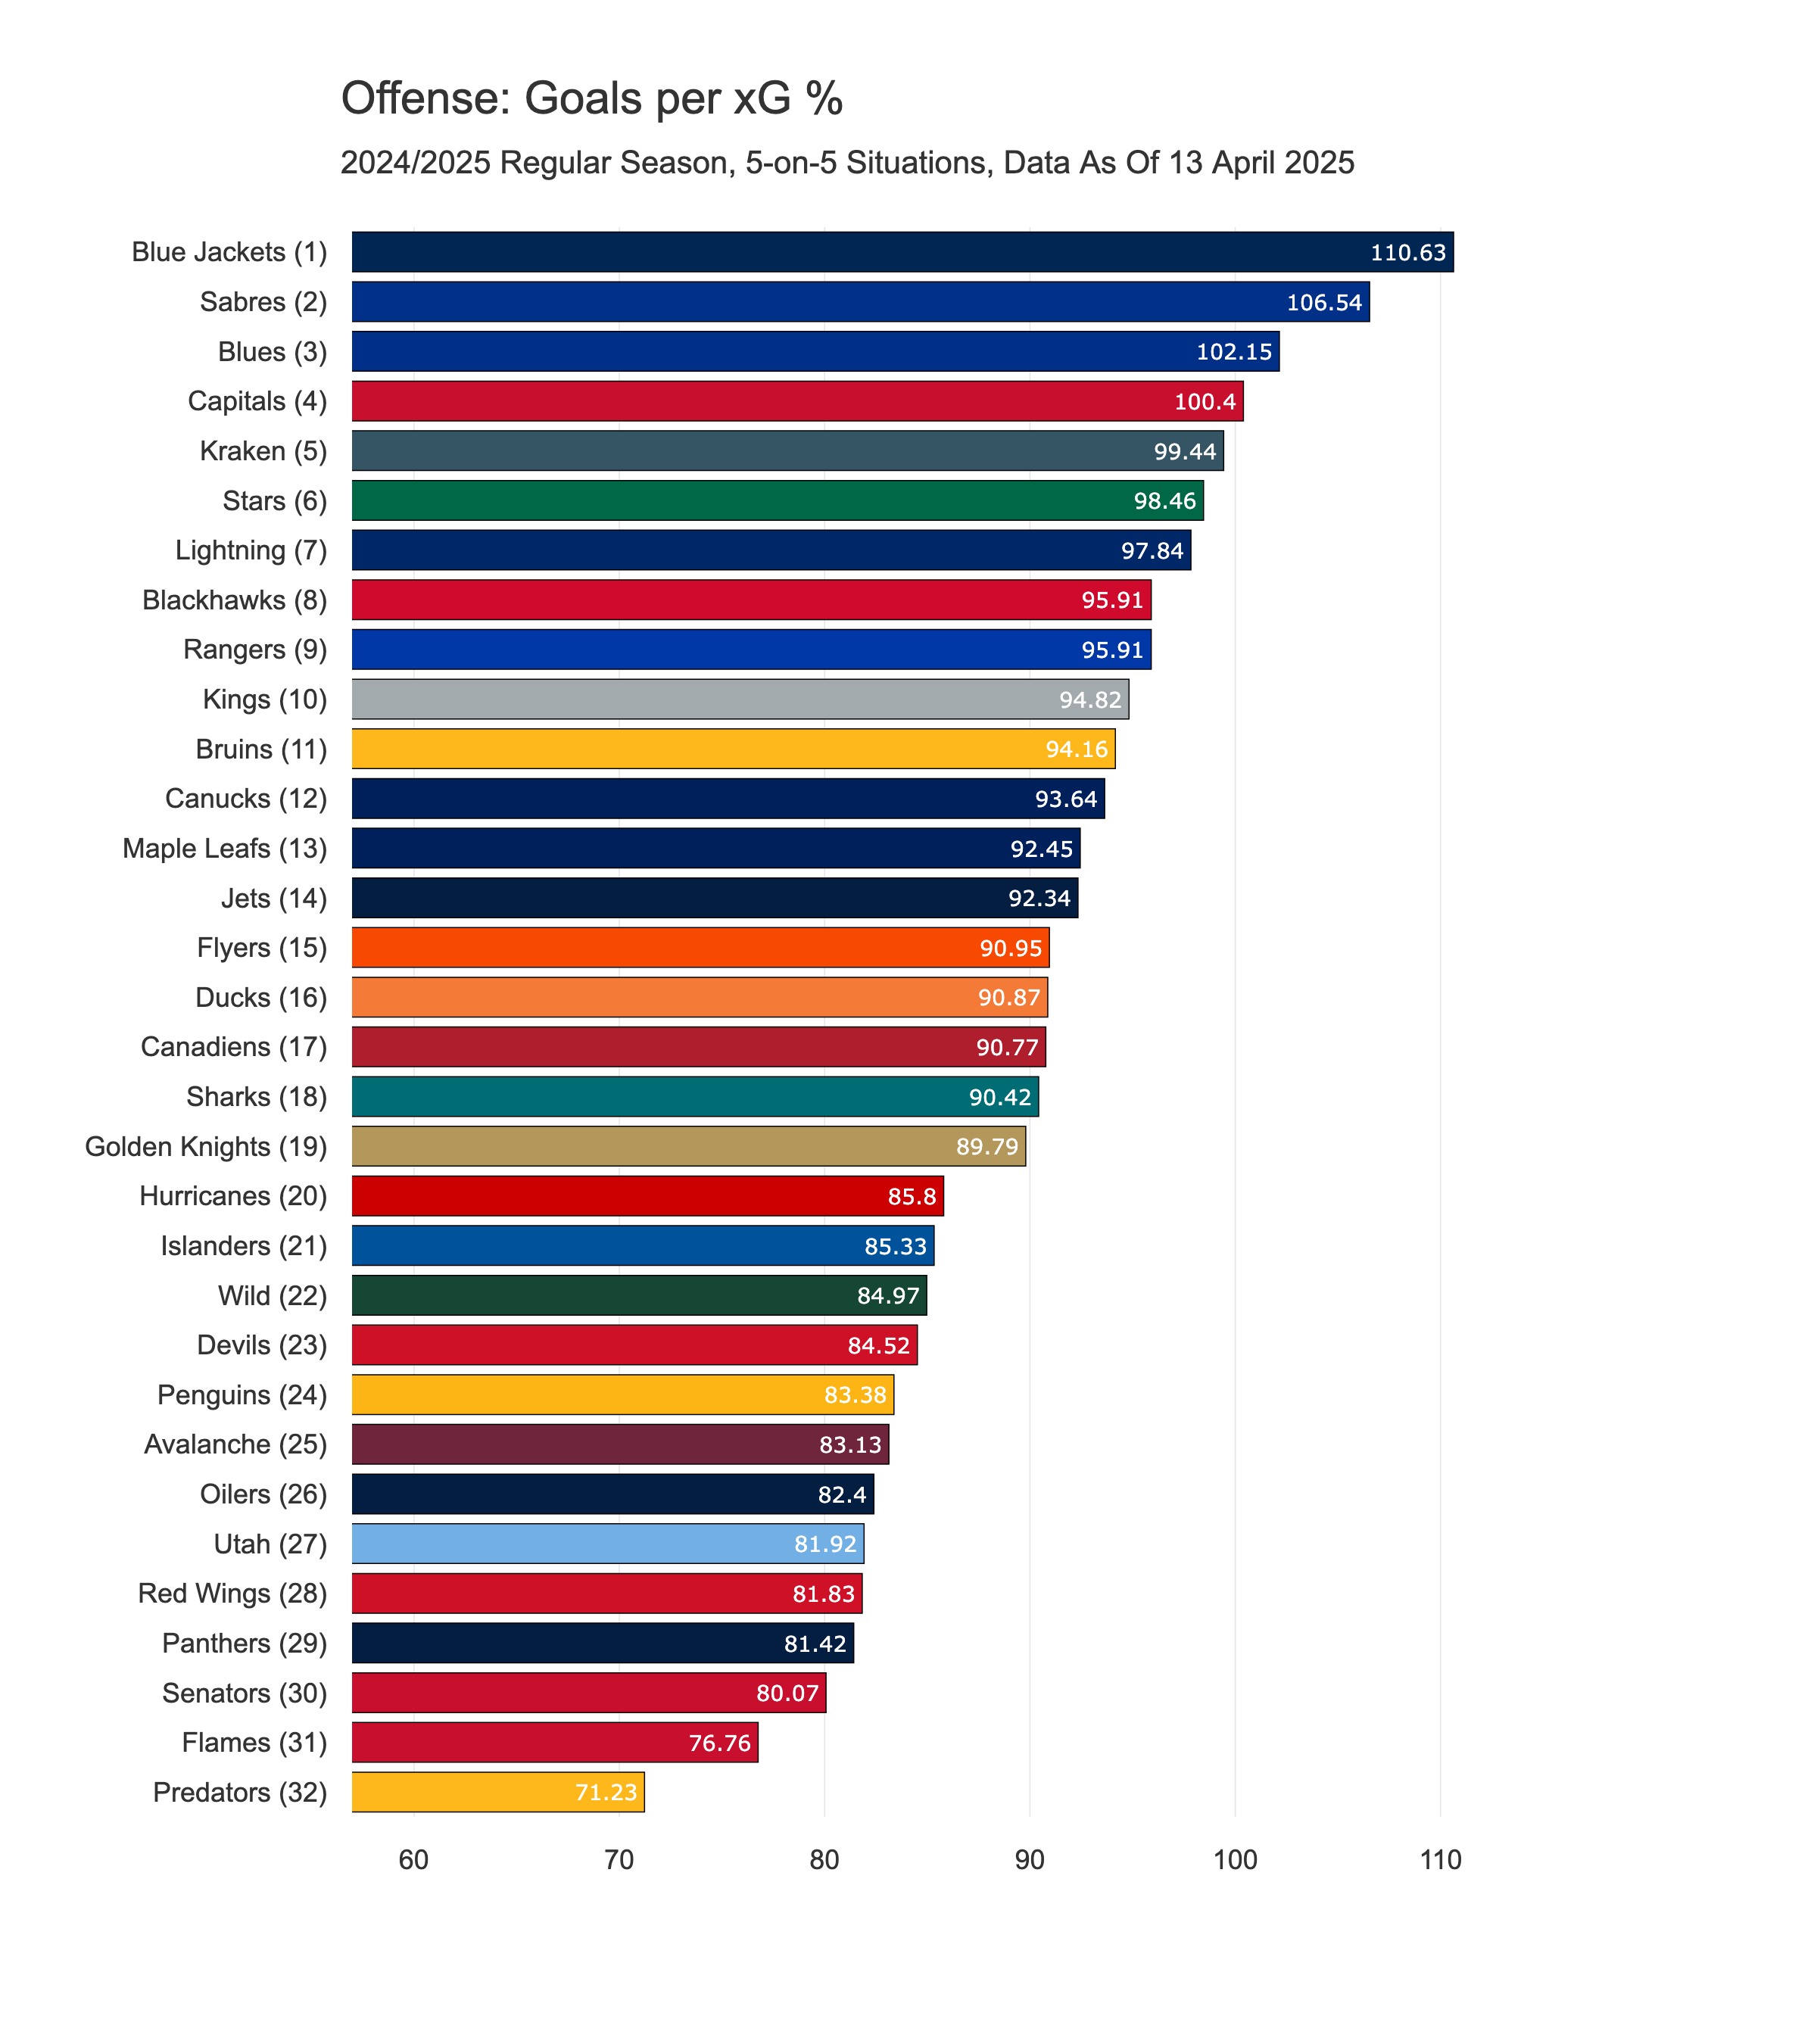 Offense: Goals per xG %
2024/2025 Regular Season, 5-on-5 Situations, Data As Of 13 April 2025
Blue Jackets (1) 110.63
Sabres (2) 106.54
Blues (3) 102.15
Capitals (4) 100.4
Kraken (5) 99.44
Stars (6) 98.46
Lightning (7) 97.84
Blackhawks (8) 95.91
Rangers (9) 95.91
Kings (10) 94.82
Bruins (11) 94.16
Canucks (12) 93.64
Maple Leafs (13) 92.45
Jets (14) 92.34
Flyers (15) 90.95
Ducks (16) 90.87
Canadiens (17) 90.77
Sharks (18) 90.42
Golden Knights (19) 89.79
Hurricanes (20) 85.8
Islanders (21) 85.33
Wild (22) 84.97
Devils (23) 84.52
Penguins (24) 83.38
Avalanche (25) 83.13
Oilers (26) 82.4
Utah (27) 81.92
Red Wings (28) 81.83
Panthers (29) 81.42
Senators (30) 80.07
Flames (31) 76.76
Predators (32) 71.23
60 70 80 90 100 110